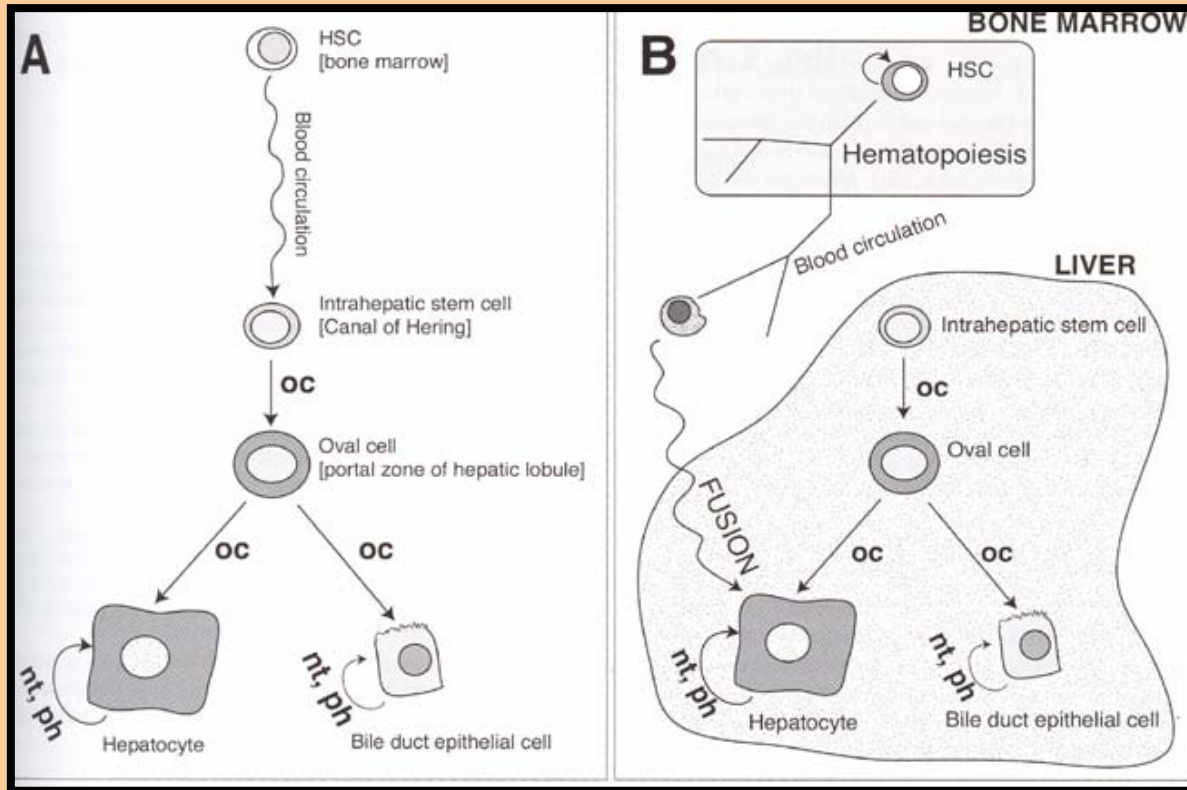 A
HSC
[bone marrow]
Blood circulation
Intrahepatic stem cell
[Canal of Hering]
oc
Oval cell
[portal zone of hepatic lobule]
oc
oc
nt, ph
Hepatocyte
nt, ph
Bile duct epithelial cell
BONE MARROW
B
HSC
Hematopoiesis
Blood circulation
LIVER
Intrahepatic stem cell
oc
Oval cell
FUSION
oc
oc
nt, ph
Hepatocyte
nt, ph
Bile duct epithelial cell